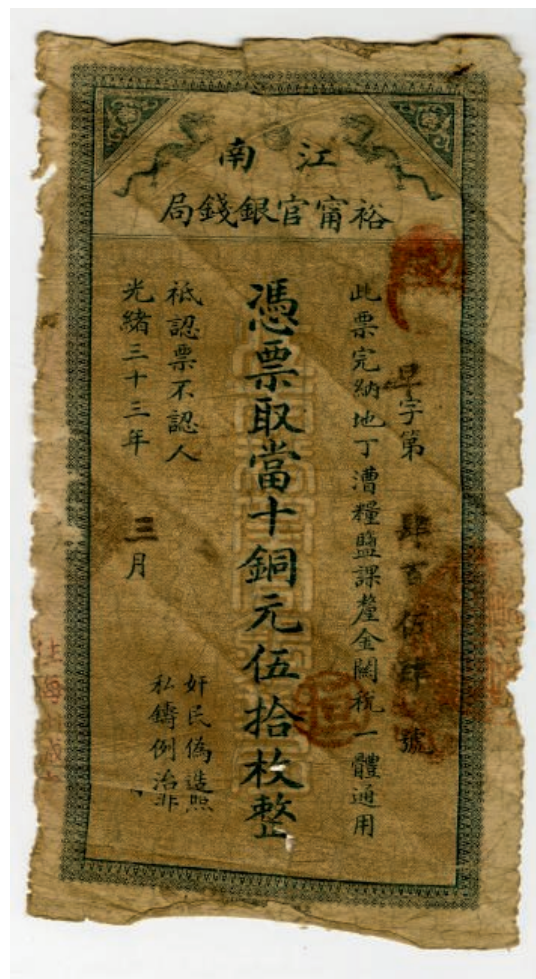 江南
裕甯官銀錢局
字第肆百伍肆號
此票完納地丁漕糧鹽課釐金關稅一體通用
憑票取當十銅元伍拾枚整
祇認票不認人
光緒三十三年三月
奸民偽造照
私鑄例治罪